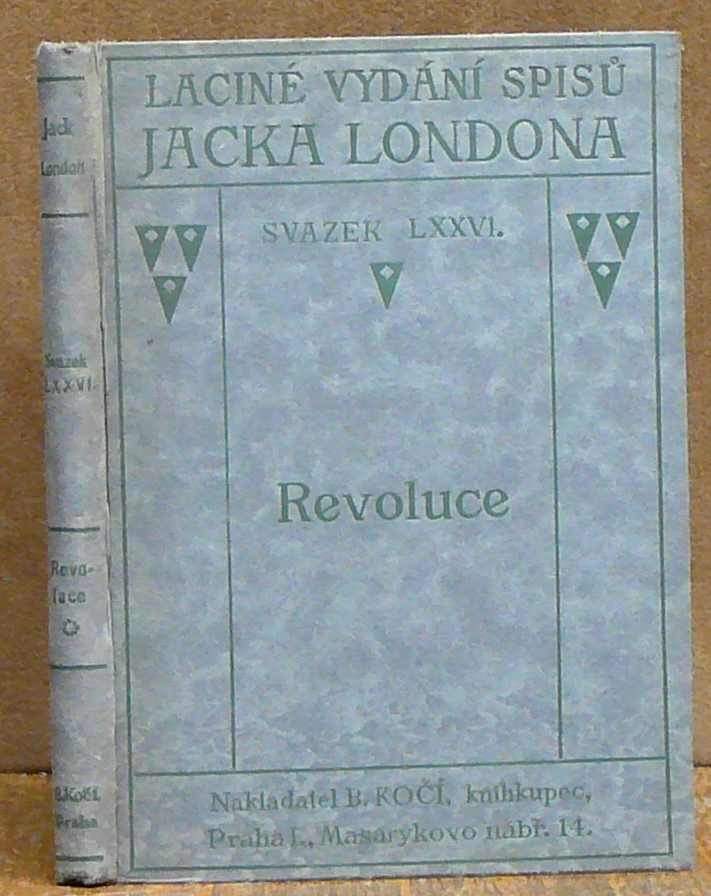 LACINÉ VYDÁNÍ SPISŮ
JACKA LONDONA
SVAZEK LXXVI.
Revoluce
Nakladatel B. KOČÍ, knihkupec,
Praha I., Masarykovo nábř. 14.
Jack
London
Svazek
LXXVI.
Revo-
luce
B. Kočí,
Praha